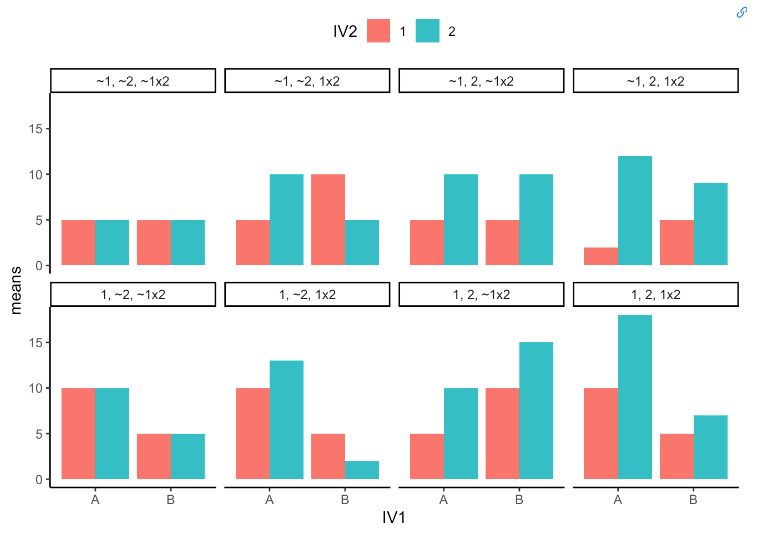 IV2 1 2
~1, ~2, ~1x2 ~1, ~2, 1x2 ~1, 2, ~1x2 ~1, 2, 1x2
15
10
5
0
means
1, ~2, ~1x2 1, ~2, 1x2 1, 2, ~1x2 1, 2, 1x2
15
10
5
0
A B A B A B A B
IV1